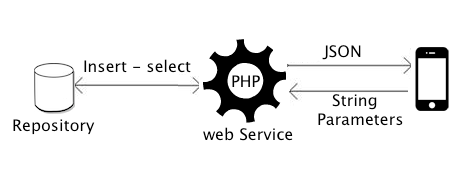 Insert - select
Repository
PHP
web Service
JSON
String
Parameters